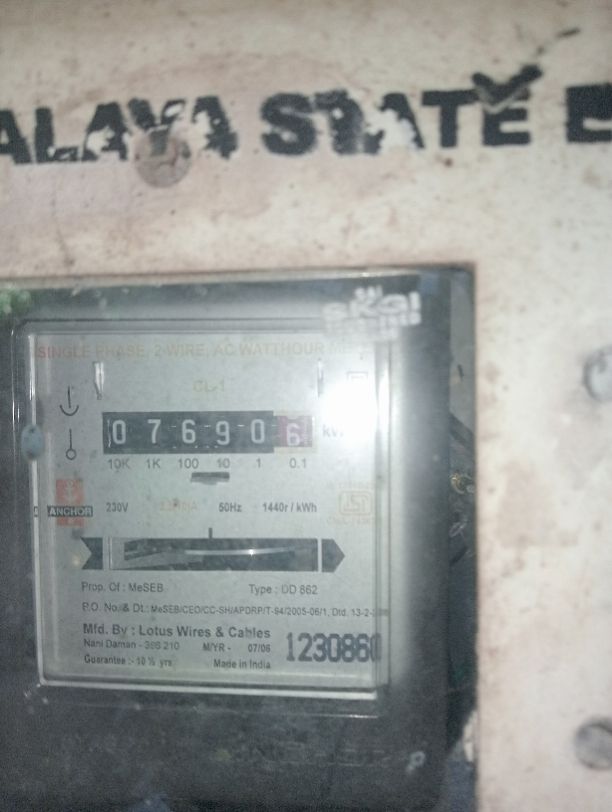 ALAYA STATE E
SINGLE PHASE, 2 WIRE, AC WATTHOUR
CL-1
0 7 6 9 0 6
10K 1K 100 10 1 0.1
ANCHOR 230V 50Hz 1440r / kWh
Prop. Of : MeSEB Type : DD 862
P.O. No. & Dt.: MeSEB/CEO/CC-SH/APDRP/T-94/2005-06/1, Dtd. 13-2-
Mfd. By : Lotus Wires & Cables
Nani Daman - 396 210 M/YR - 07/06
Guarantee :- 10 ½ yrs Made in India
1230860